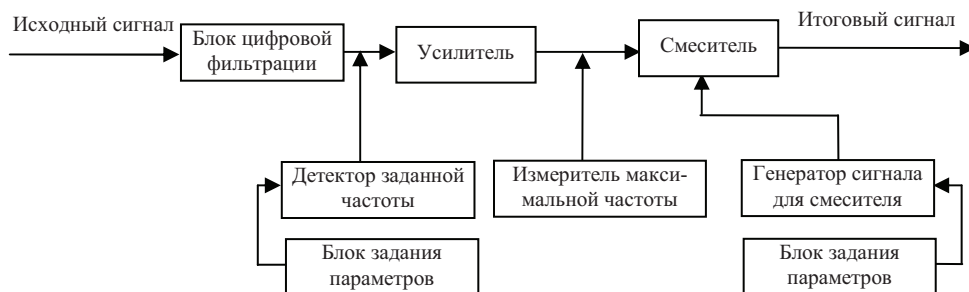 Исходный сигнал
Итоговый сигнал
Блок цифровой
фильтрации
Усилитель
Смеситель
Детектор заданной
частоты
Измеритель макси-
мальной частоты
Генератор сигнала
для смесителя
Блок задания
параметров
Блок задания
параметров